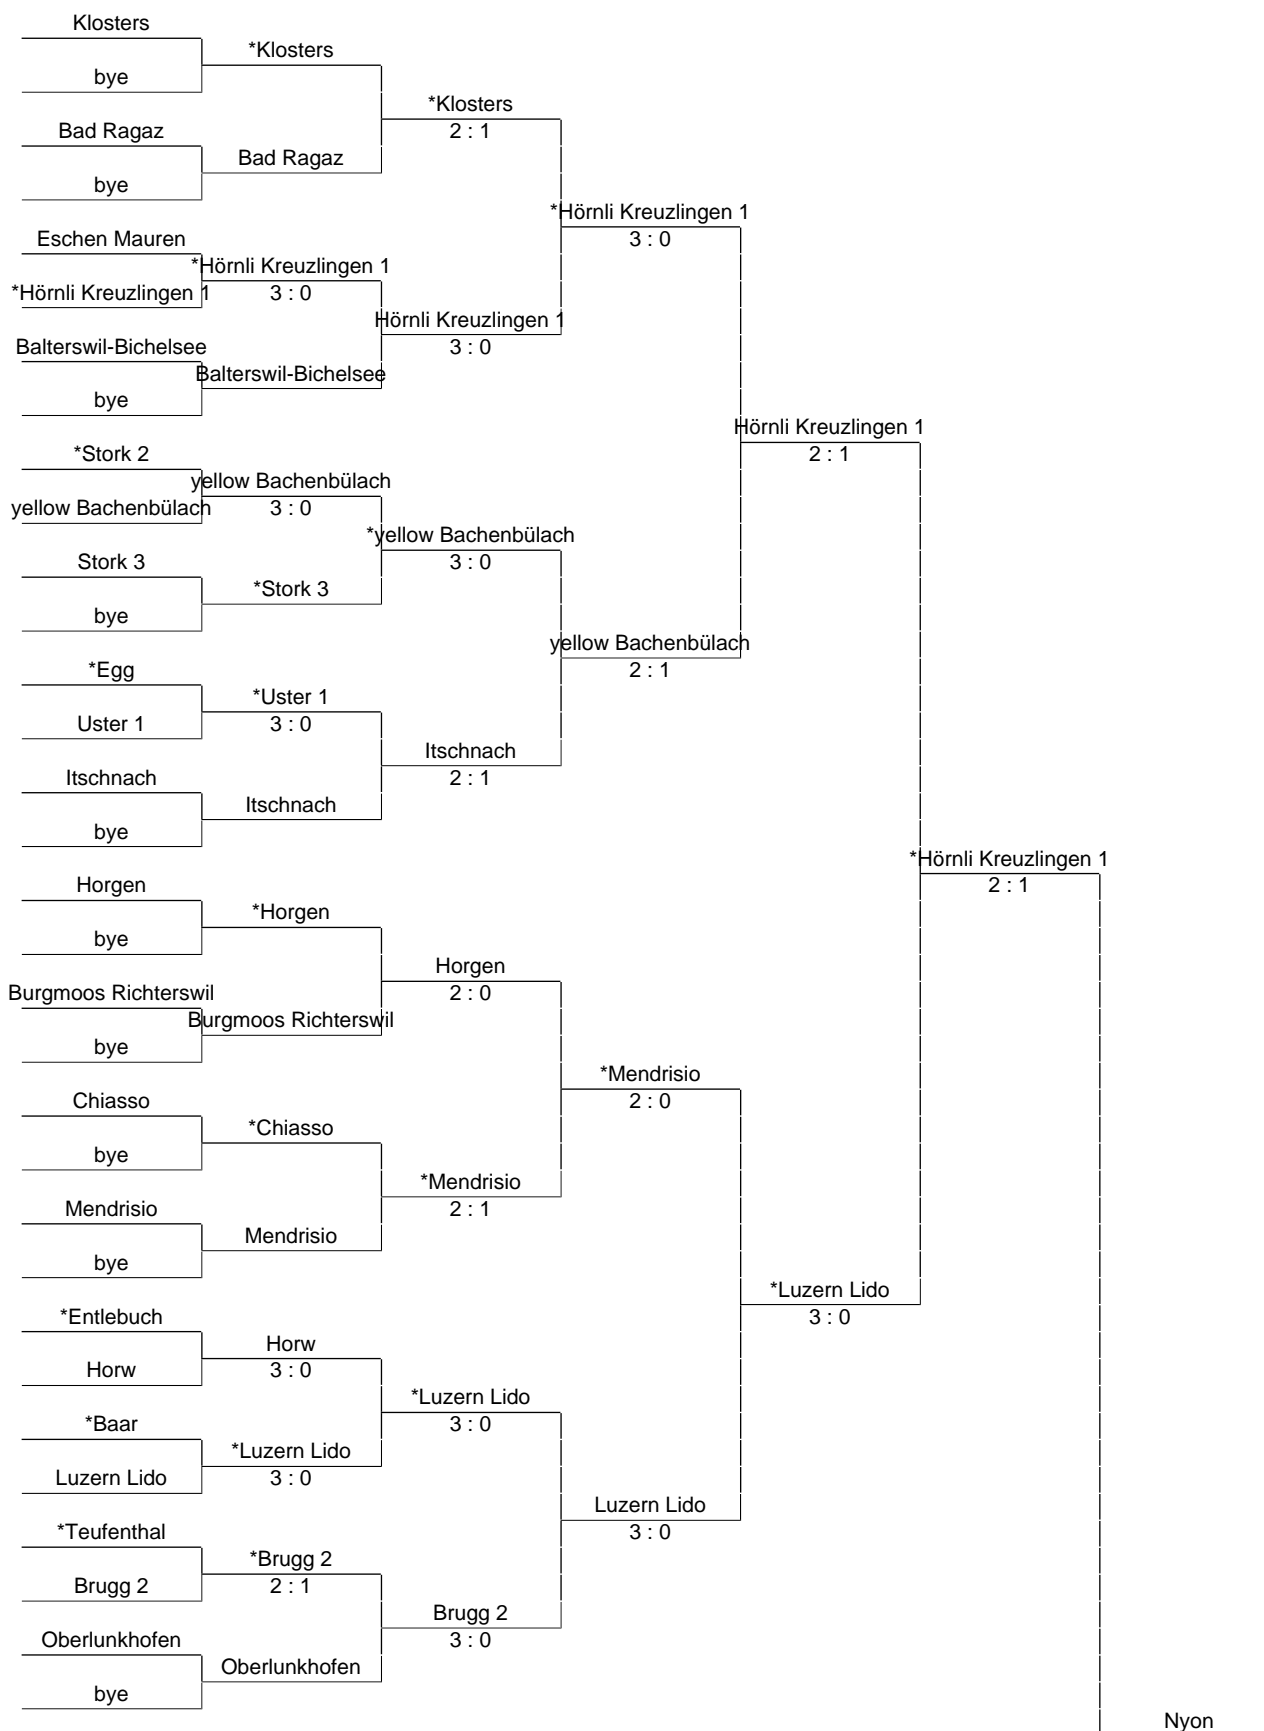 Klosters
*Klosters
bye
*Klosters
2 : 1
Bad Ragaz
Bad Ragaz
bye
*Hörnli Kreuzlingen 1
3 : 0
Eschen Mauren
*Hörnli Kreuzlingen 1
*Hörnli Kreuzlingen 1
3 : 0
Hörnli Kreuzlingen 1
3 : 0
Balterswil-Bichelsee
Balterswil-Bichelsee
bye
Hörnli Kreuzlingen 1
2 : 1
*Stork 2
yellow Bachenbülach
yellow Bachenbülach
3 : 0
*yellow Bachenbülach
3 : 0
Stork 3
*Stork 3
bye
yellow Bachenbülach
2 : 1
*Egg
*Uster 1
Uster 1
3 : 0
Itschnach
2 : 1
Itschnach
Itschnach
bye
*Hörnli Kreuzlingen 1
2 : 1
Horgen
*Horgen
bye
Horgen
2 : 0
Burgmoos Richterswil
Burgmoos Richterswil
bye
*Mendrisio
2 : 0
Chiasso
*Chiasso
bye
*Mendrisio
2 : 1
Mendrisio
Mendrisio
bye
*Luzern Lido
3 : 0
*Entlebuch
Horw
Horw
3 : 0
*Luzern Lido
3 : 0
*Baar
*Luzern Lido
Luzern Lido
3 : 0
Luzern Lido
3 : 0
*Teufenthal
*Brugg 2
Brugg 2
2 : 1
Brugg 2
3 : 0
Oberlunkhofen
Oberlunkhofen
bye
Nyon